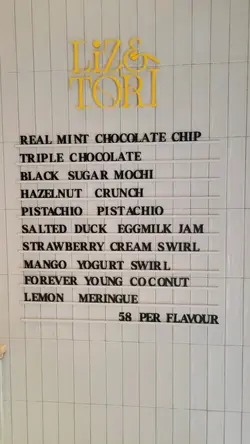 LiZ&
TORI
REAL MINT CHOCOLATE CHIP
TRIPLE CHOCOLATE
BLACK SUGAR MOCHI
HAZELNUT CRUNCH
PISTACHIO PISTACHIO
SALTED DUCK EGGMILK JAM
STRAWBERRY CREAM SWIRL
MANGO YOGURT SWIRL
FOREVER YOUNG COCONUT
LEMON MERINGUE
58 PER FLAVOUR